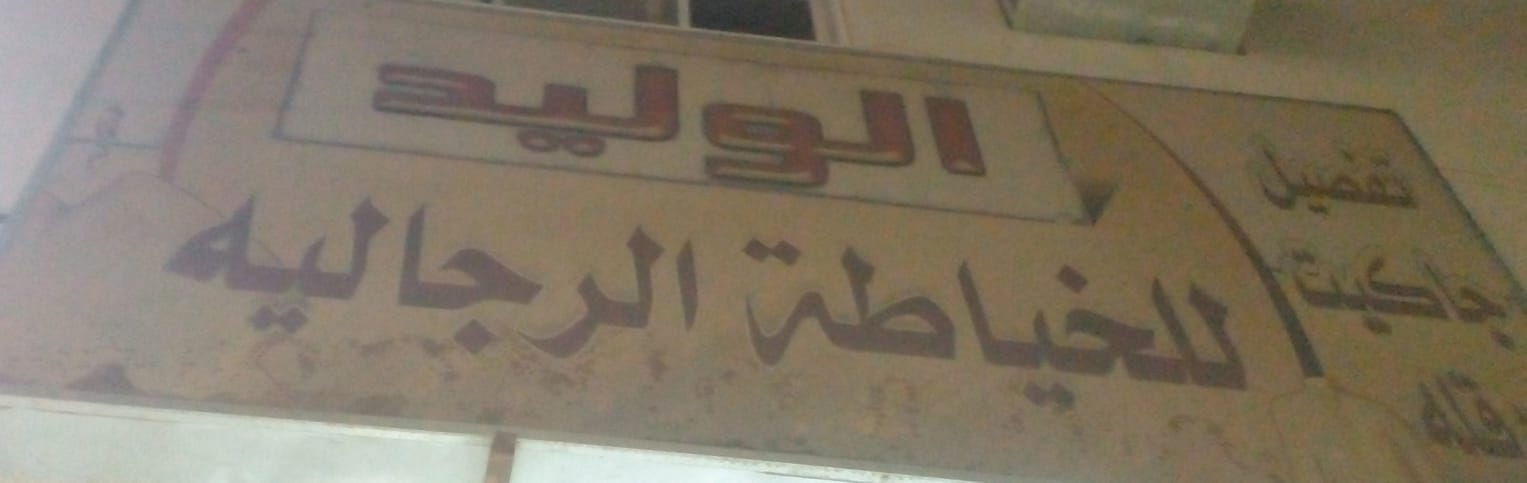 الوليد
للخياطة الرجاليه
تفصيل
جاكيت